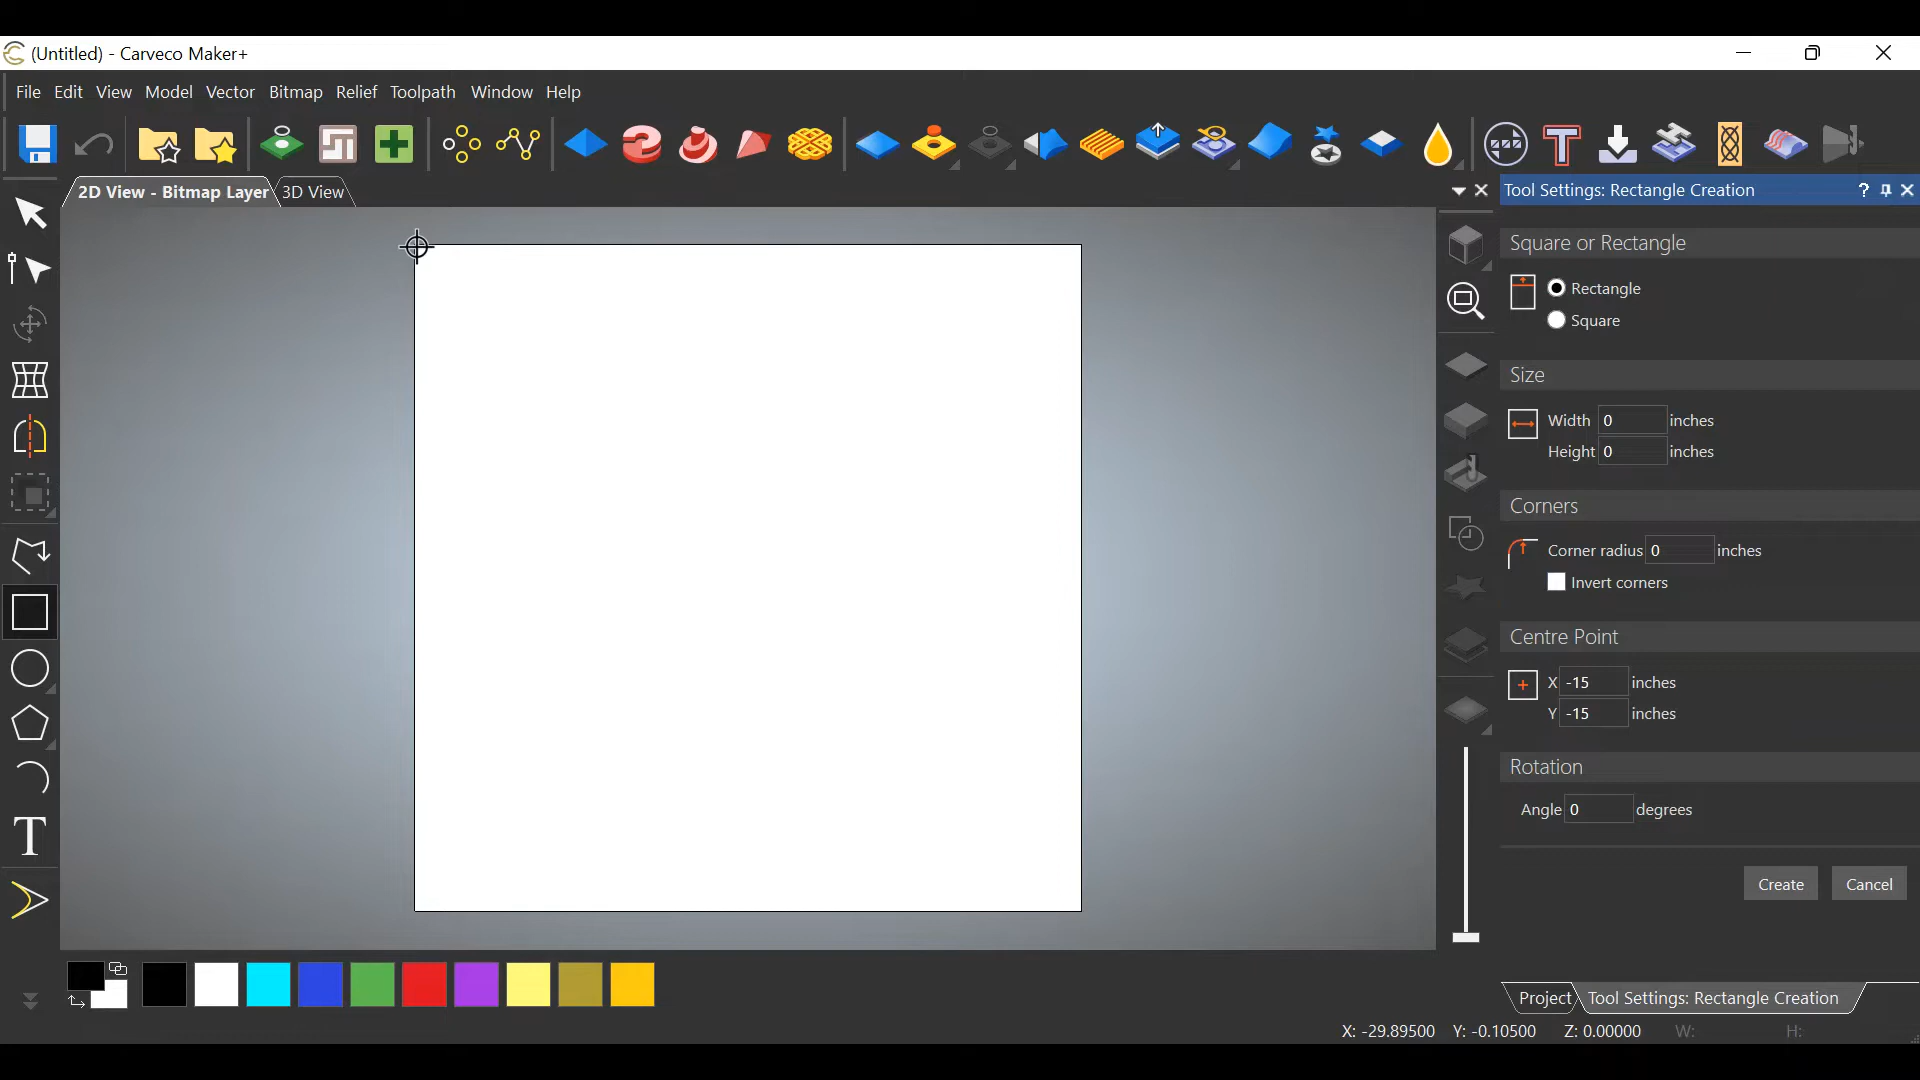 (Untitled) - Carveco Maker+
File Edit View Model Vector Bitmap Relief Toolpath Window Help
2D View - Bitmap Layer 3D View
Tool Settings: Rectangle Creation ?
Square or Rectangle
Rectangle
Square
Size
Width 0 inches
Height 0 inches
Corners
Corner radius 0 inches
Invert corners
Centre Point
X -15 inches
Y -15 inches
Rotation
Angle 0 degrees
Create Cancel
Project Tool Settings: Rectangle Creation
X: -29.89500 Y: -0.10500 Z: 0.00000 W: H: